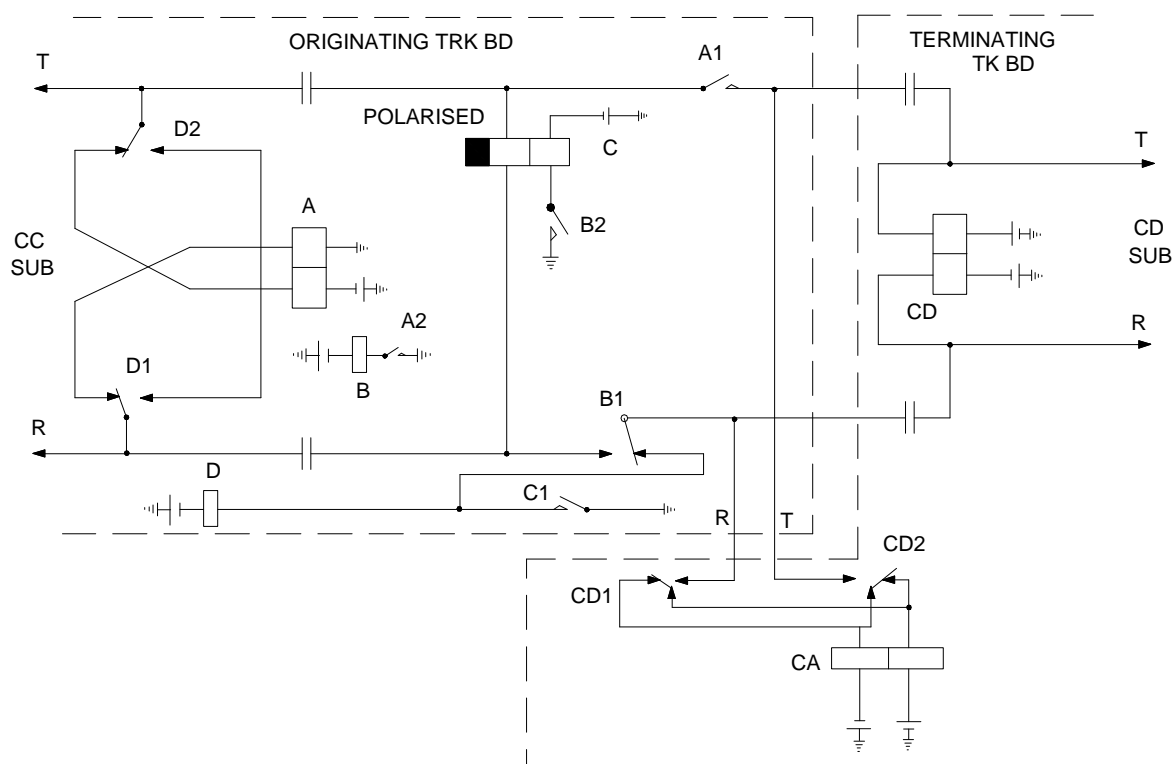 ORIGINATING TRK BD
TERMINATING
TK BD
T
A1
POLARISED
D2
C
T
A
B2
CC
SUB
CD
SUB
A2
CD
R
D1
B
B1
R
D
C1
R
T
CD2
CD1
CA